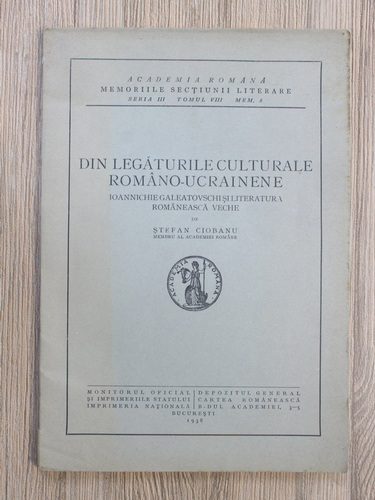 ACADEMIA ROMÂNĂ
MEMORIILE SECȚIUNII LITERARE
SERIA III TOMUL VIII MEM. 8
DIN LEGĂTURILE CULTURALE
ROMÂNO-UCRAINENE
IOANNICHIE GALEATOVSCHI ȘI LITERATURA
ROMÂNEASCĂ VECHE
DE
ȘTEFAN CIOBANU
MEMBRU AL ACADEMIEI ROMÂNE
ACADEMIA ROMANA
MONITORUL OFICIAL DEPOZITUL GENERAL
ȘI IMPRIMERIILE STATULUI CARTEA ROMÂNEASCĂ
IMPRIMERIA NAȚIONALĂ B-DUL ACADEMIEI, 3-5
BUCUREȘTI
1938